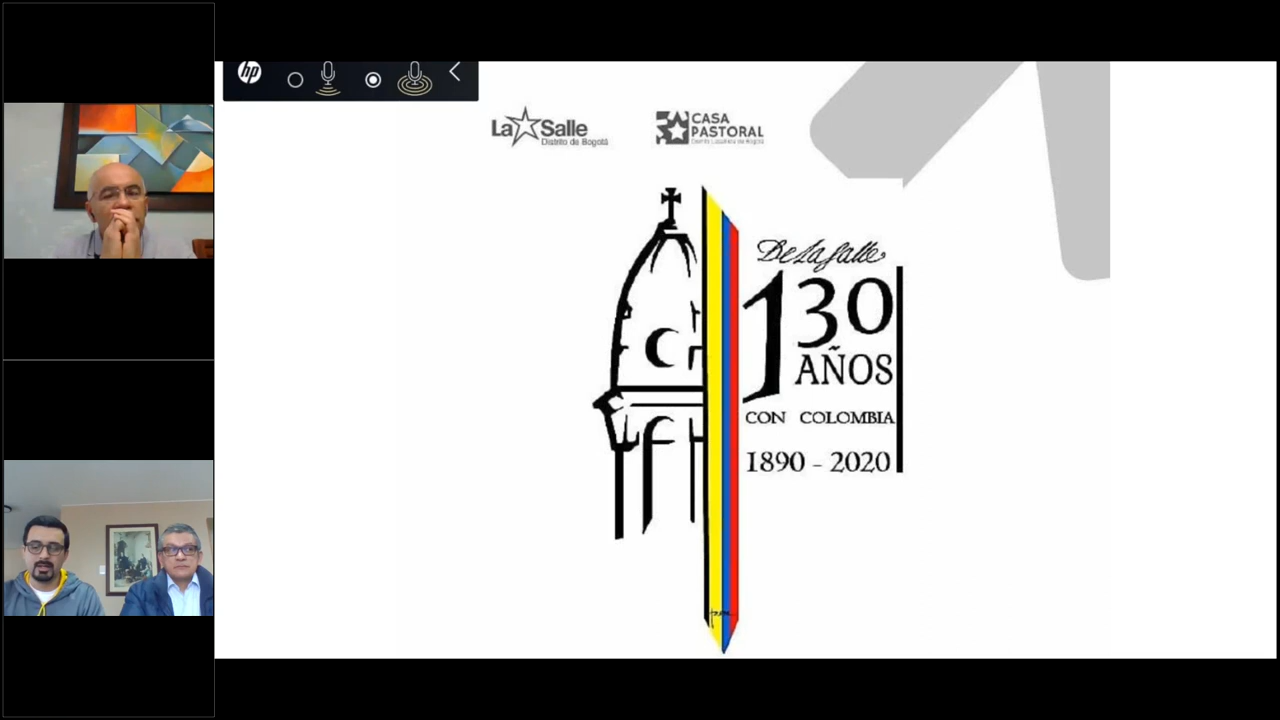 hp
La Salle
Distrito de Bogotá
CASA
PASTORAL
De La Salle
130
AÑOS
CON COLOMBIA
1890 - 2020